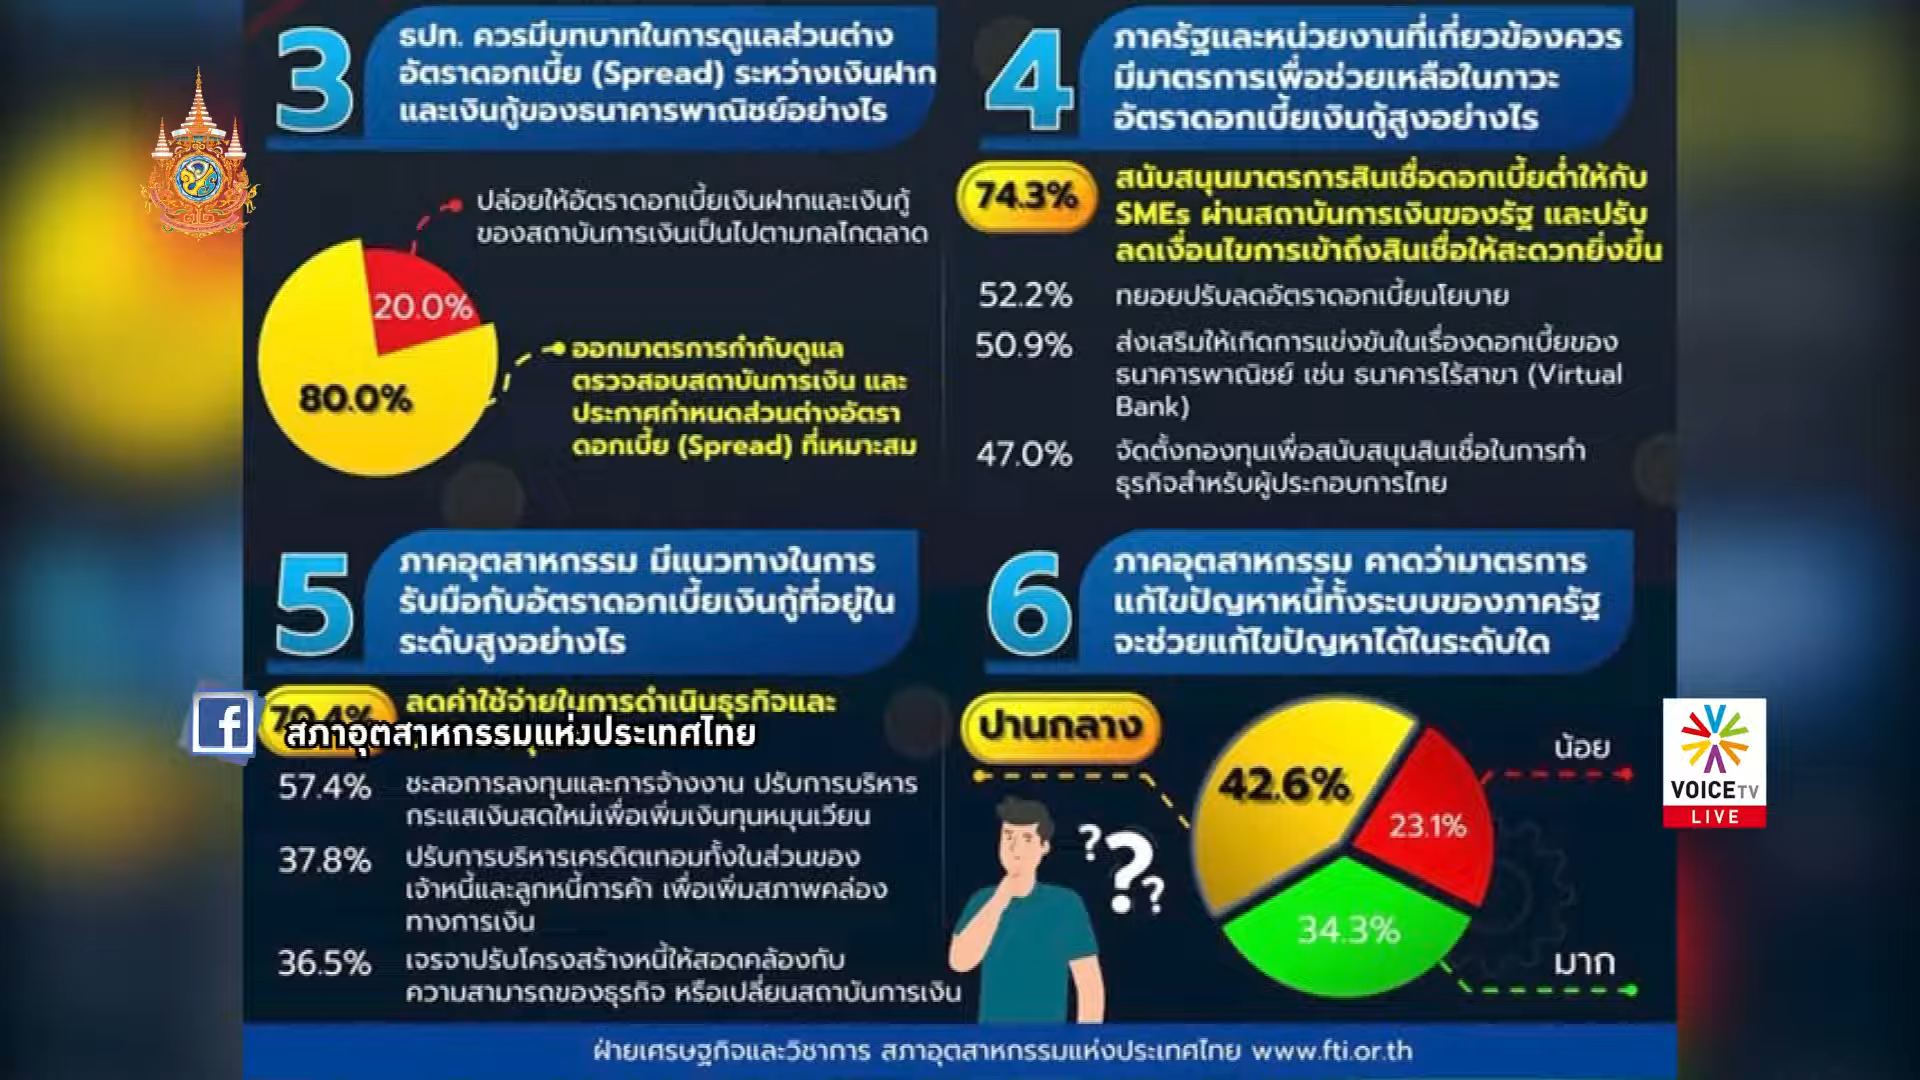 3
ธปท. ควรมีบทบาทในการดูแลส่วนต่าง
อัตราดอกเบี้ย (Spread) ระหว่างเงินฝาก
และเงินกู้ของธนาคารพาณิชย์อย่างไร
ปล่อยให้อัตราดอกเบี้ยเงินฝากและเงินกู้
ของสถาบันการเงินเป็นไปตามกลไกตลาด
20.0%
80.0%
ออกมาตรการกำกับดูแล
ตรวจสอบสถาบันการเงิน และ
ประกาศกำหนดส่วนต่างอัตรา
ดอกเบี้ย (Spread) ที่เหมาะสม
4
ภาครัฐและหน่วยงานที่เกี่ยวข้องควร
มีมาตรการเพื่อช่วยเหลือในภาวะ
อัตราดอกเบี้ยเงินกู้สูงอย่างไร
74.3%
สนับสนุนมาตรการสินเชื่อดอกเบี้ยต่ำให้กับ
SMEs ผ่านสถาบันการเงินของรัฐ และปรับ
ลดเงื่อนไขการเข้าถึงสินเชื่อให้สะดวกยิ่งขึ้น
52.2% ทยอยปรับลดอัตราดอกเบี้ยนโยบาย
50.9% ส่งเสริมให้เกิดการแข่งขันในเรื่องดอกเบี้ยของ
ธนาคารพาณิชย์ เช่น ธนาคารไร้สาขา (Virtual
Bank)
47.0% จัดตั้งกองทุนเพื่อสนับสนุนสินเชื่อในการทำ
ธุรกิจสำหรับผู้ประกอบการไทย
5
ภาคอุตสาหกรรม มีแนวทางในการ
รับมือกับอัตราดอกเบี้ยเงินกู้ที่อยู่ใน
ระดับสูงอย่างไร
ลดค่าใช้จ่ายในการดำเนินธุรกิจและ
สภาอุตสาหกรรมแห่งประเทศไทย
57.4% ชะลอการลงทุนและการจ้างงาน ปรับการบริหาร
กระแสเงินสดใหม่เพื่อเพิ่มเงินทุนหมุนเวียน
37.8% ปรับการบริหารเครดิตเทอมทั้งในส่วนของ
เจ้าหนี้และลูกหนี้การค้า เพื่อเพิ่มสภาพคล่อง
ทางการเงิน
36.5% เจรจาปรับโครงสร้างหนี้ให้สอดคล้องกับ
ความสามารถของธุรกิจ หรือเปลี่ยนสถาบันการเงิน
6
ภาคอุตสาหกรรม คาดว่ามาตรการ
แก้ไขปัญหาหนี้ทั้งระบบของภาครัฐ
จะช่วยแก้ไขปัญหาได้ในระดับใด
ปานกลาง
42.6%
น้อย
23.1%
34.3%
มาก
???
VOICE TV
LIVE
ฝ่ายเศรษฐกิจและวิชาการ สภาอุตสาหกรรมแห่งประเทศไทย www.fti.or.th